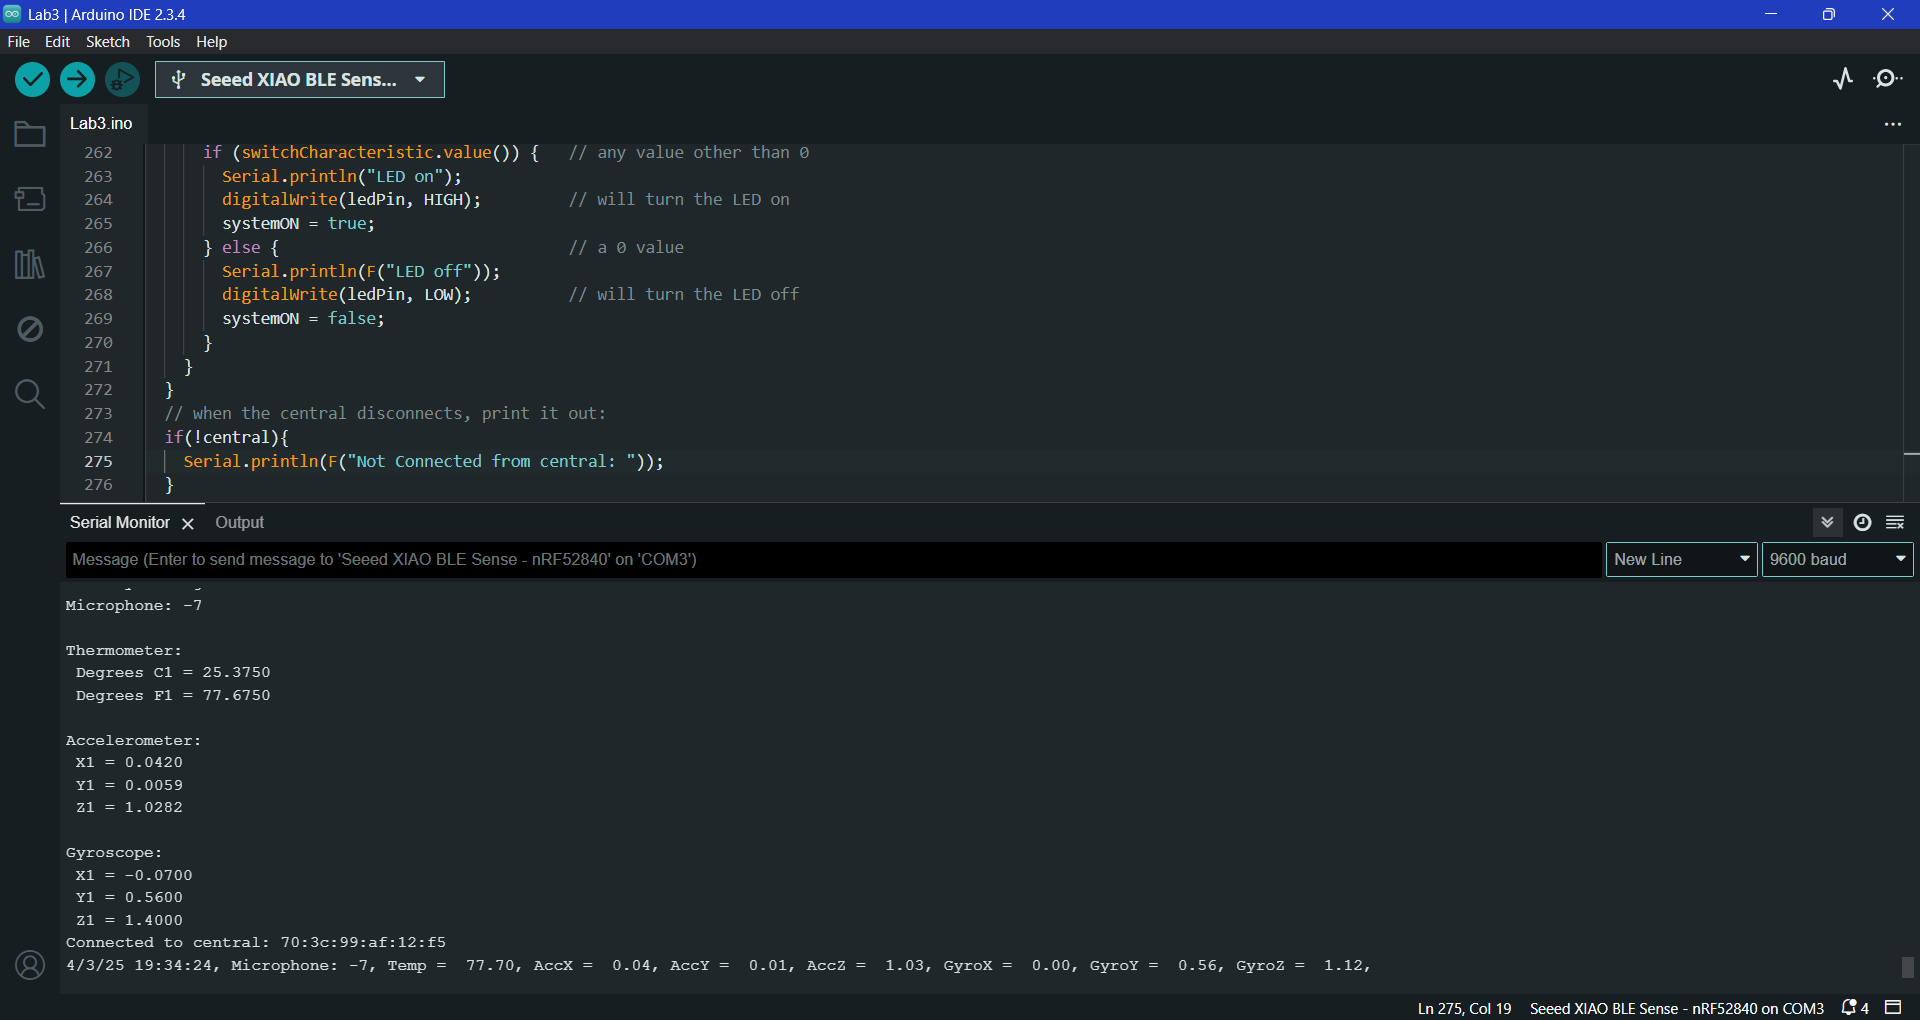 Lab3 | Arduino IDE 2.3.4
File Edit Sketch Tools Help
Seeed XIAO BLE Sens...
Lab3.ino
262 if (switchCharacteristic.value()) { // any value other than 0
263 Serial.println("LED on");
264 digitalWrite(ledPin, HIGH); // will turn the LED on
265 systemON = true;
266 } else { // a 0 value
267 Serial.println(F("LED off"));
268 digitalWrite(ledPin, LOW); // will turn the LED off
269 systemON = false;
270 }
271 }
272 }
273 // when the central disconnects, print it out:
274 if(!central){
275 Serial.println(F("Not Connected from central: "));
276 }
Serial Monitor Output
Message (Enter to send message to 'Seeed XIAO BLE Sense - nRF52840' on 'COM3') New Line 9600 baud
Microphone: -7
Thermometer:
Degrees C1 = 25.3750
Degrees F1 = 77.6750
Accelerometer:
X1 = 0.0420
Y1 = 0.0059
Z1 = 1.0282
Gyroscope:
X1 = -0.0700
Y1 = 0.5600
Z1 = 1.4000
Connected to central: 70:3c:99:af:12:f5
4/3/25 19:34:24, Microphone: -7, Temp = 77.70, AccX = 0.04, AccY = 0.01, AccZ = 1.03, GyroX = 0.00, GyroY = 0.56, GyroZ = 1.12,
Ln 275, Col 19 Seeed XIAO BLE Sense - nRF52840 on COM3 4